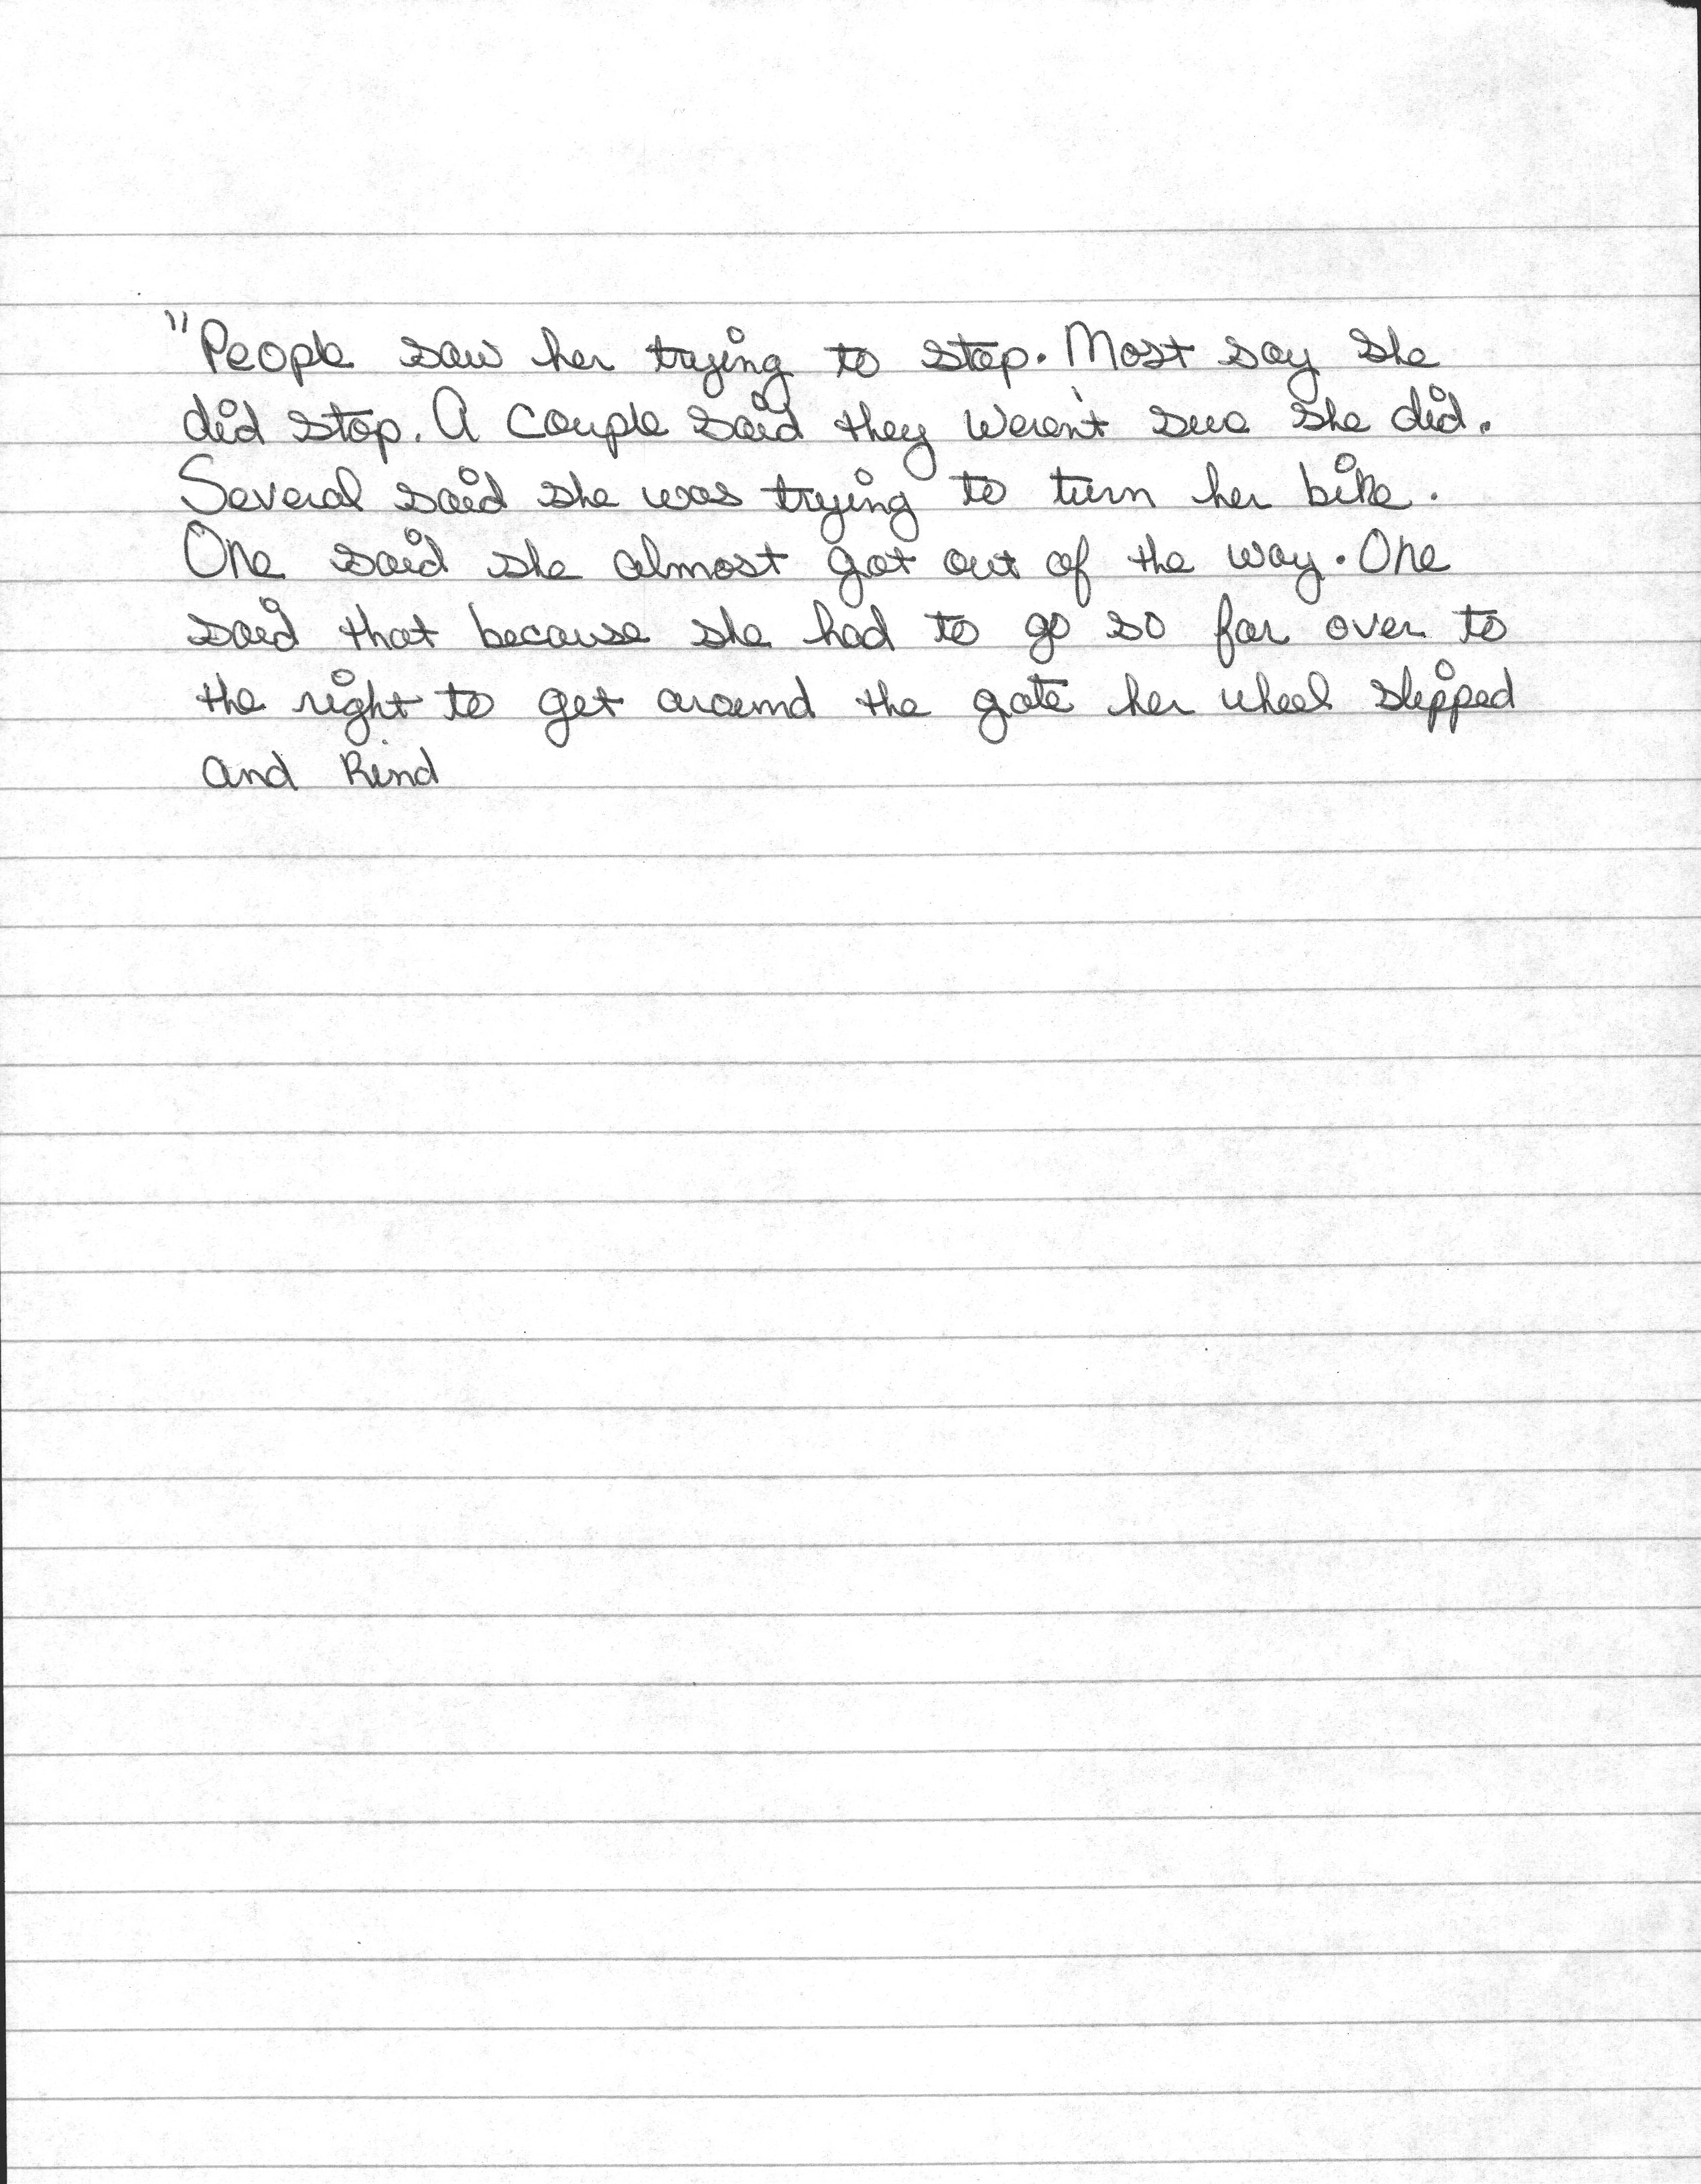 "People saw her trying to stop. Most say she
did stop. A couple said they weren't sure she did.
Several said she was trying to turn her bike.
One said she almost got out of the way. One
said that because she had to go so far over to
the right to get around the gate her wheel slipped
and kind